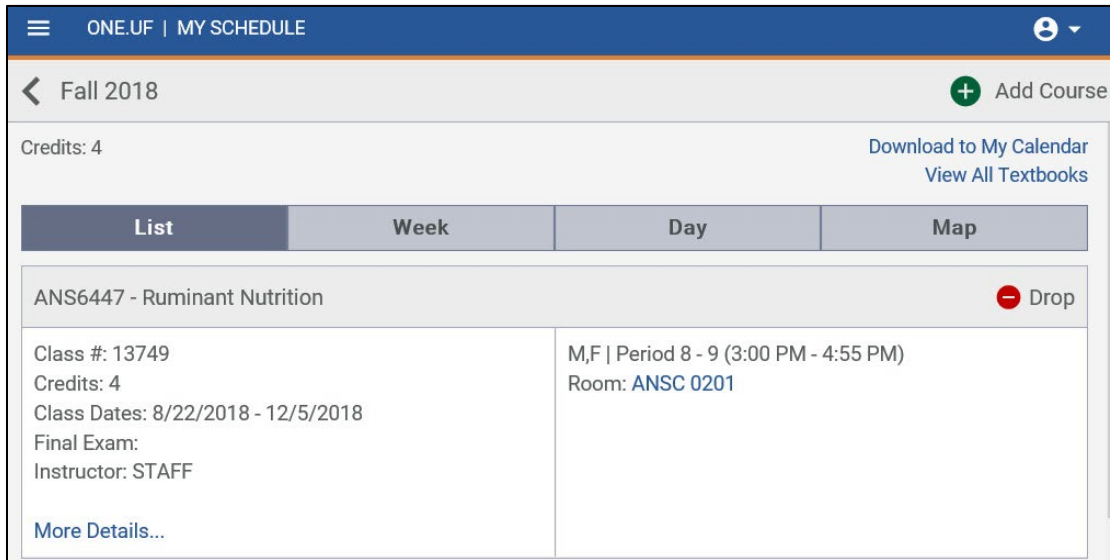 ONE.UF | MY SCHEDULE
Fall 2018
Add Course
Credits: 4
Download to My Calendar
View All Textbooks
List
Week
Day
Map
ANS6447 - Ruminant Nutrition
Drop
Class #: 13749
Credits: 4
Class Dates: 8/22/2018 - 12/5/2018
Final Exam:
Instructor: STAFF
More Details...
M,F | Period 8 - 9 (3:00 PM - 4:55 PM)
Room: ANSC 0201